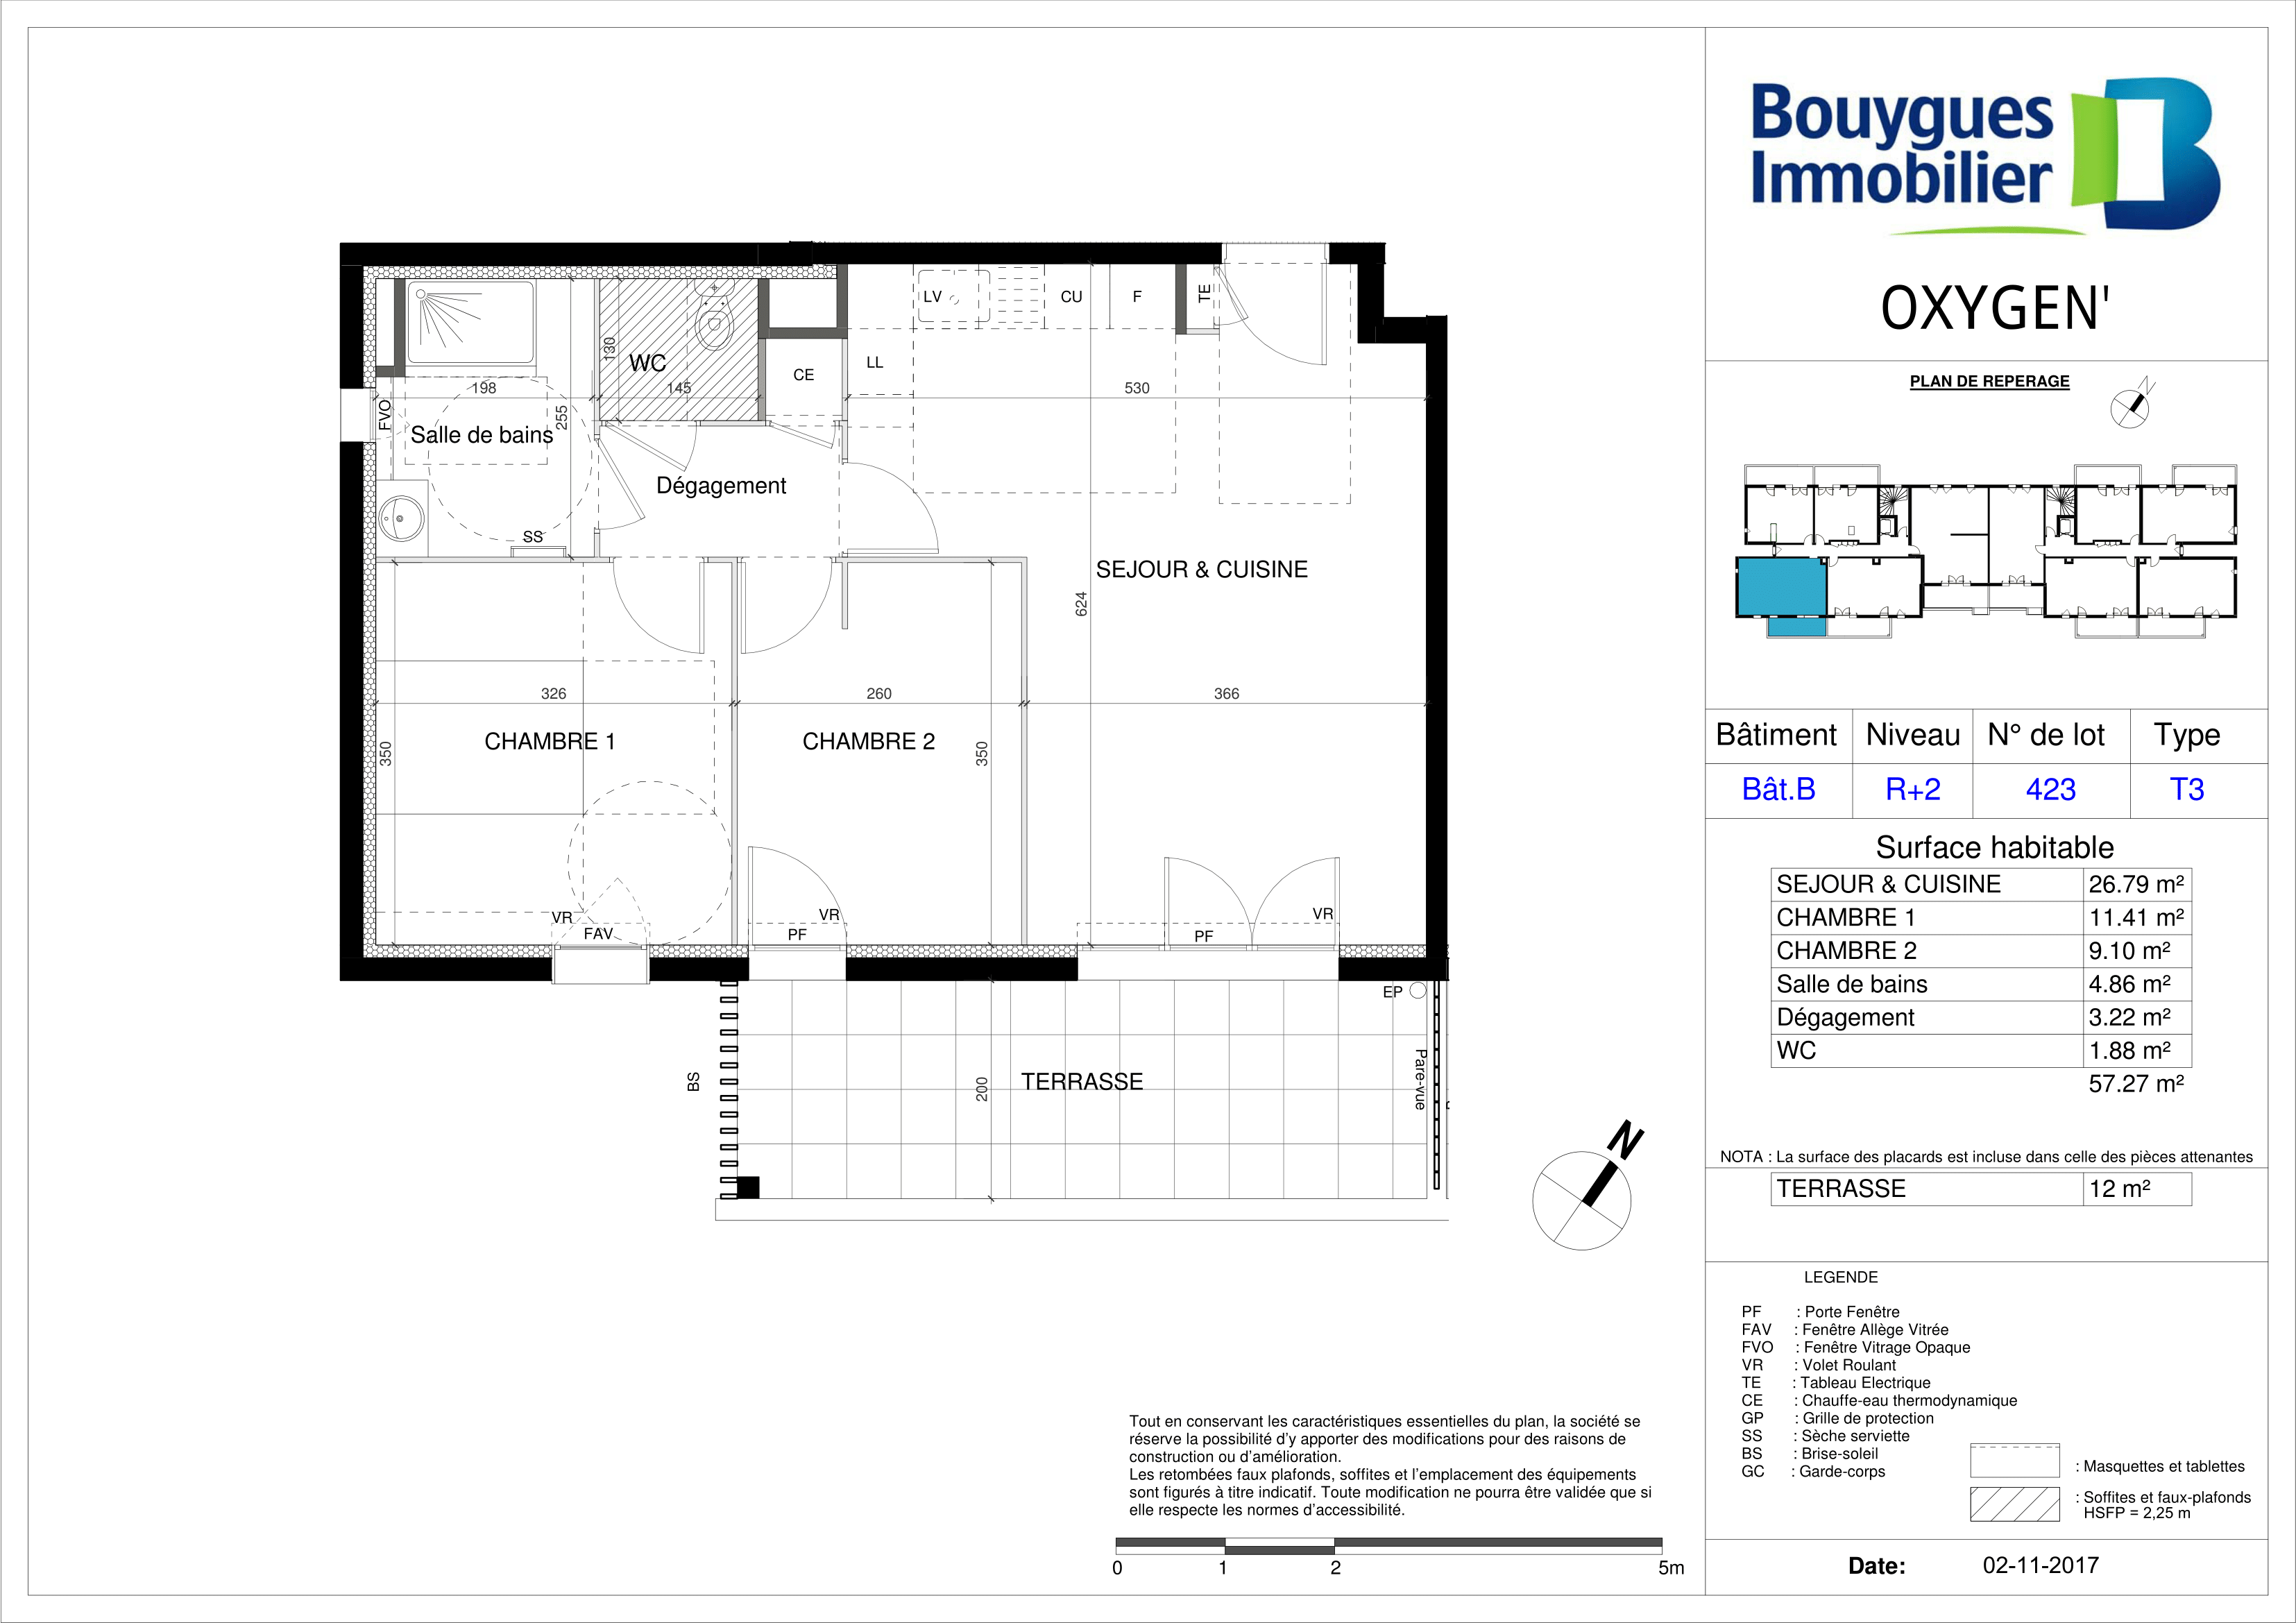 Bouygues
Immobilier
OXYGEN'
PLAN DE REPERAGE
N
Bâtiment Niveau N° de lot Type
Bât.B R+2 423 T3
Surface habitable
SEJOUR & CUISINE 26.79 m²
CHAMBRE 1 11.41 m²
CHAMBRE 2 9.10 m²
Salle de bains 4.86 m²
Dégagement 3.22 m²
WC 1.88 m²
57.27 m²
NOTA : La surface des placards est incluse dans celle des pièces attenantes
TERRASSE 12 m²
LEGENDE
PF : Porte Fenêtre
FAV : Fenêtre Allège Vitrée
FVO : Fenêtre Vitrage Opaque
VR : Volet Roulant
TE : Tableau Electrique
CE : Chauffe-eau thermodynamique
GP : Grille de protection
SS : Sèche serviette
BS : Brise-soleil
GC : Garde-corps
: Masquettes et tablettes
: Soffites et faux-plafonds
HSFP = 2,25 m
Date: 02-11-2017
LV
CU
F
TE
130
WC
LL
CE
198
145
530
FVO
255
Salle de bains
Dégagement
SS
SEJOUR & CUISINE
624
326
260
366
CHAMBRE 1
CHAMBRE 2
350
350
VR
VR
VR
FAV
PF
PF
EP
BS
200
TERRASSE
Pare-vue
N
Tout en conservant les caractéristiques essentielles du plan, la société se
réserve la possibilité d'y apporter des modifications pour des raisons de
construction ou d'amélioration.
Les retombées faux plafonds, soffites et l'emplacement des équipements
sont figurés à titre indicatif. Toute modification ne pourra être validée que si
elle respecte les normes d'accessibilité.
0 1 2 5m